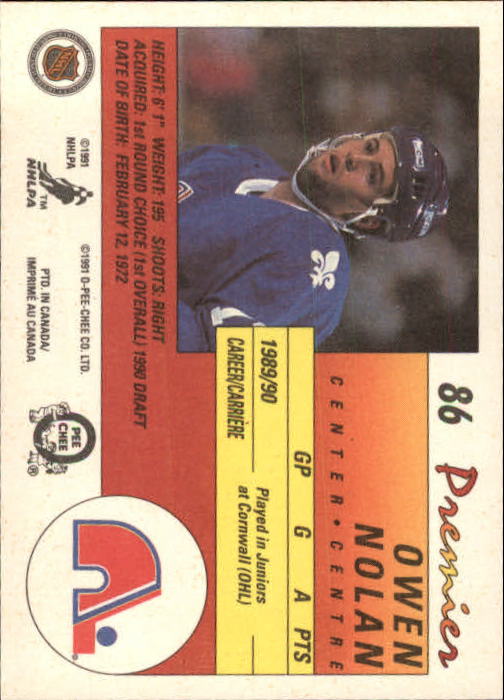 86
Premier
OWEN
NOLAN
CENTER • CENTRE
GP G A PTS
1989/90 Played in Juniors
CAREER/CARRIÈRE at Cornwall (OHL)
HEIGHT: 6' 1" WEIGHT: 195 SHOOTS: RIGHT
ACQUIRED: 1st ROUND CHOICE (1st OVERALL) 1990 DRAFT
DATE OF BIRTH: FEBRUARY 12, 1972
NHL
©1991
NHLPA
NHLPA™
©1991 O-PEE-CHEE CO. LTD.
PTD. IN CANADA/
IMPRIMÉ AU CANADA
O
PEE
CHEE
®